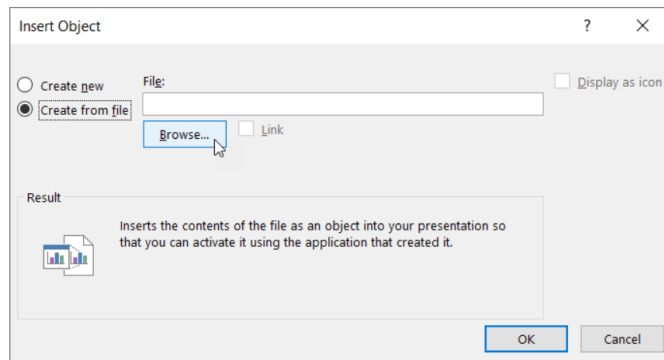 Insert Object
?
Create new
Create from file
File:
Browse...
Link
Display as icon
Result
Inserts the contents of the file as an object into your presentation so
that you can activate it using the application that created it.
OK
Cancel